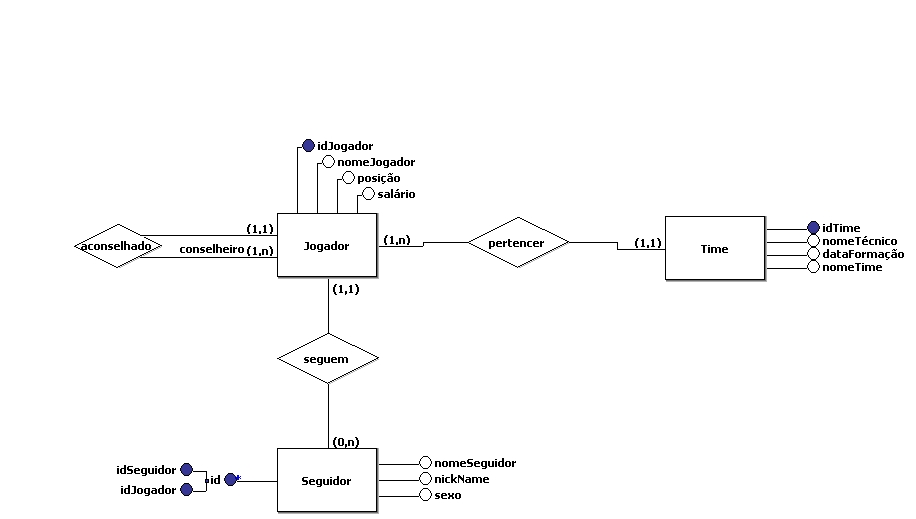 idJogador
nomeJogador
posição
salário
aconselhado
(1,1)
conselheiro (1,n)
Jogador
(1,n)
pertencer
(1,1)
Time
idTime
nomeTécnico
dataFormação
nomeTime
(1,1)
seguem
(0,n)
idSeguidor
idJogador
id *
Seguidor
nomeSeguidor
nickName
sexo